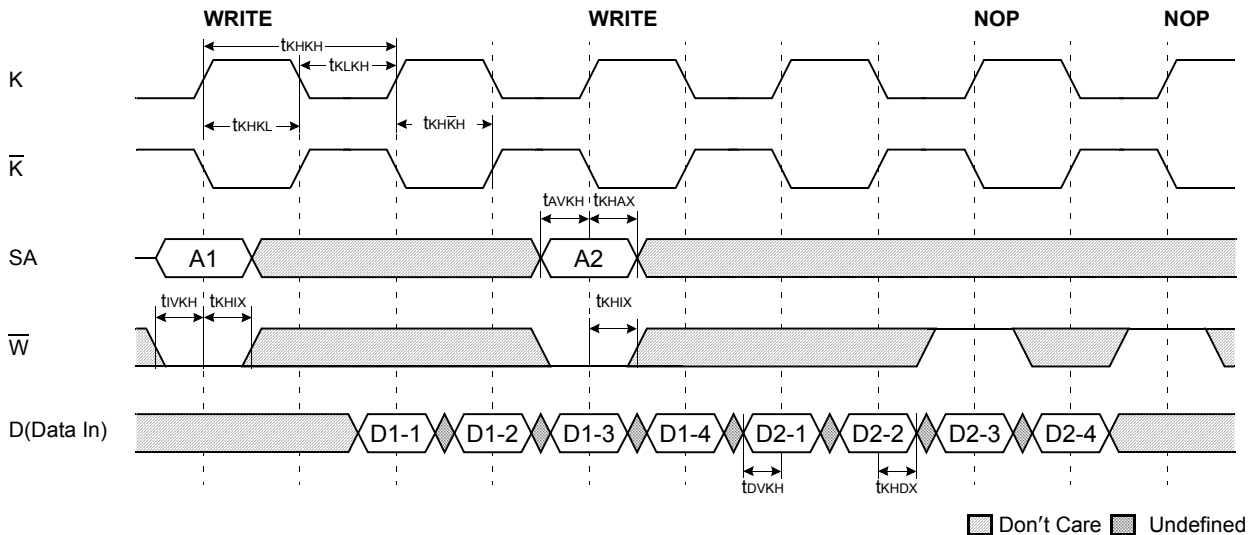 WRITE WRITE NOP NOP
tKHKH
tKLKH
K
tKHKL tKHK̅H
K̅
tAVKH tKHAX
SA A1 A2
tIVKH tKHIX tKHIX
W̅
D(Data In) D1-1 D1-2 D1-3 D1-4 D2-1 D2-2 D2-3 D2-4
tDVKH tKHDX
Don't Care Undefined